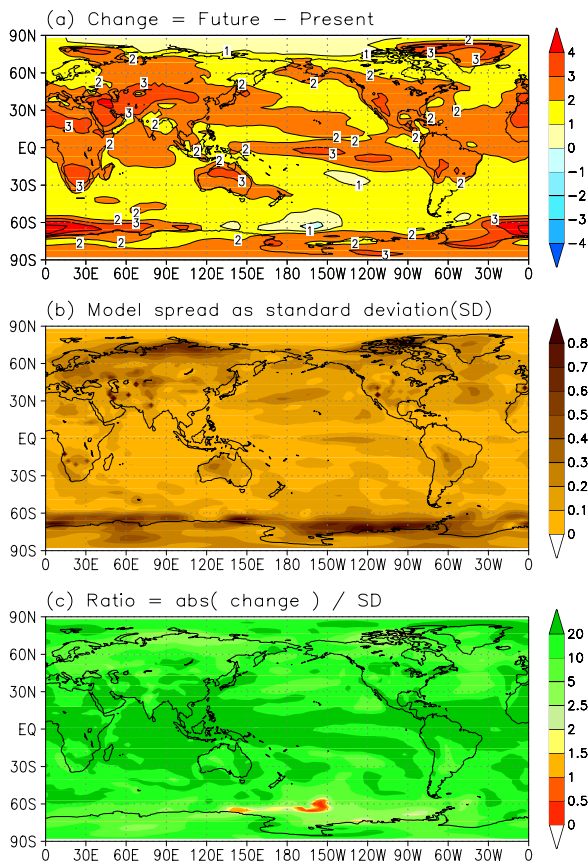 (a) Change = Future − Present
90N
60N
30N
EQ
30S
60S
90S
0 30E 60E 90E 120E 150E 180 150W 120W 90W 60W 30W 0
4
3
2
1
0
−1
−2
−3
−4
(b) Model spread as standard deviation(SD)
90N
60N
30N
EQ
30S
60S
90S
0 30E 60E 90E 120E 150E 180 150W 120W 90W 60W 30W 0
0.8
0.7
0.6
0.5
0.4
0.3
0.2
0.1
0
(c) Ratio = abs( change ) / SD
90N
60N
30N
EQ
30S
60S
90S
0 30E 60E 90E 120E 150E 180 150W 120W 90W 60W 30W 0
20
10
5
2.5
2
1.5
1
0.5
0